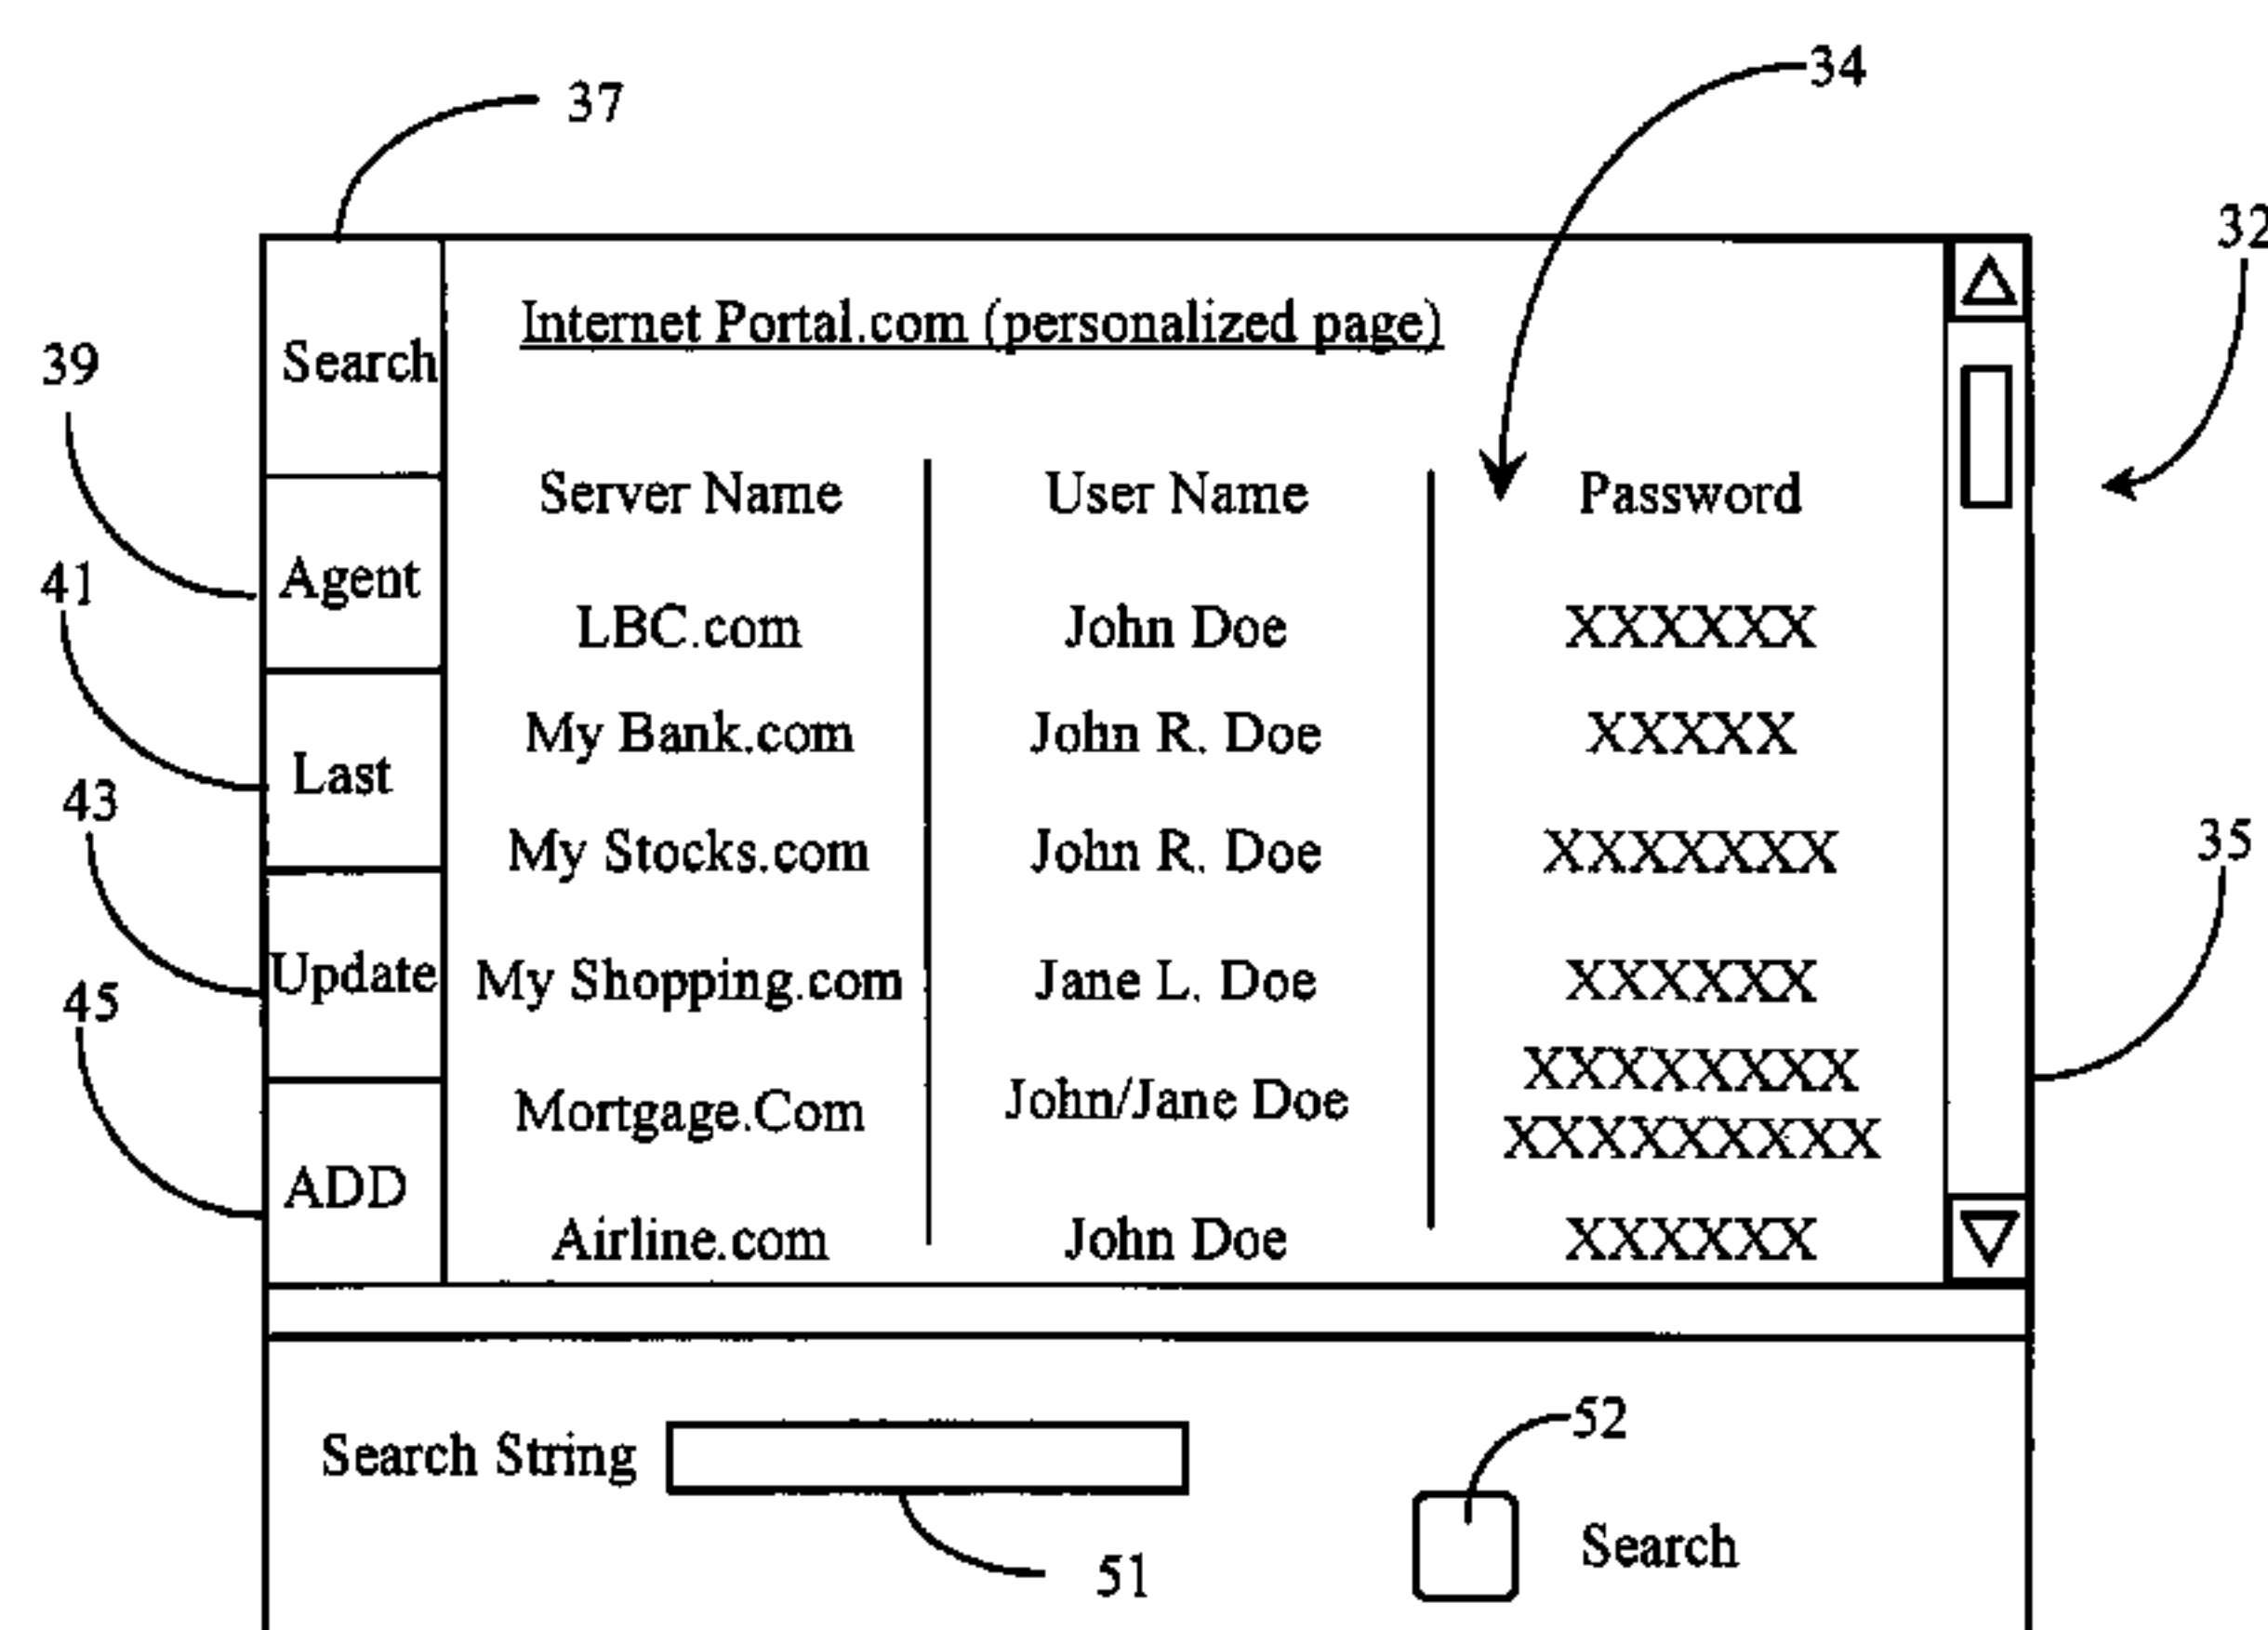 34
37
32
Internet Portal.com (personalized page)
Search
39
Server Name User Name Password
Agent
41
LBC.com John Doe XXXXXX
My Bank.com John R. Doe XXXXX
Last
43
My Stocks.com John R. Doe XXXXXXX
35
Update
My Shopping.com Jane L. Doe XXXXXX
45
XXXXXXXX
Mortgage.Com John/Jane Doe
XXXXXXXXX
ADD
Airline.com John Doe XXXXXX
52
Search String
Search
51